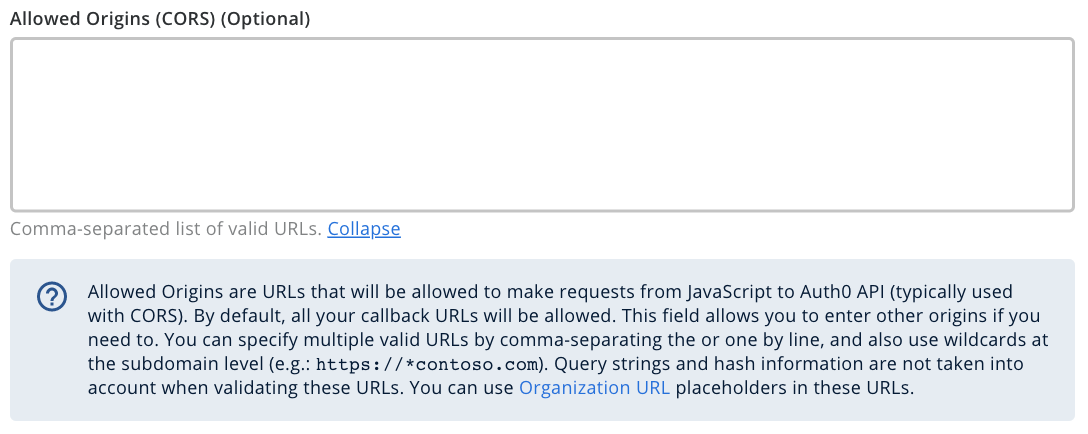 Allowed Origins (CORS) (Optional)
Comma-separated list of valid URLs. Collapse
Allowed Origins are URLs that will be allowed to make requests from JavaScript to Auth0 API (typically used
with CORS). By default, all your callback URLs will be allowed. This field allows you to enter other origins if you
need to. You can specify multiple valid URLs by comma-separating the or one by line, and also use wildcards at
the subdomain level (e.g.: https://*contoso.com). Query strings and hash information are not taken into
account when validating these URLs. You can use Organization URL placeholders in these URLs.